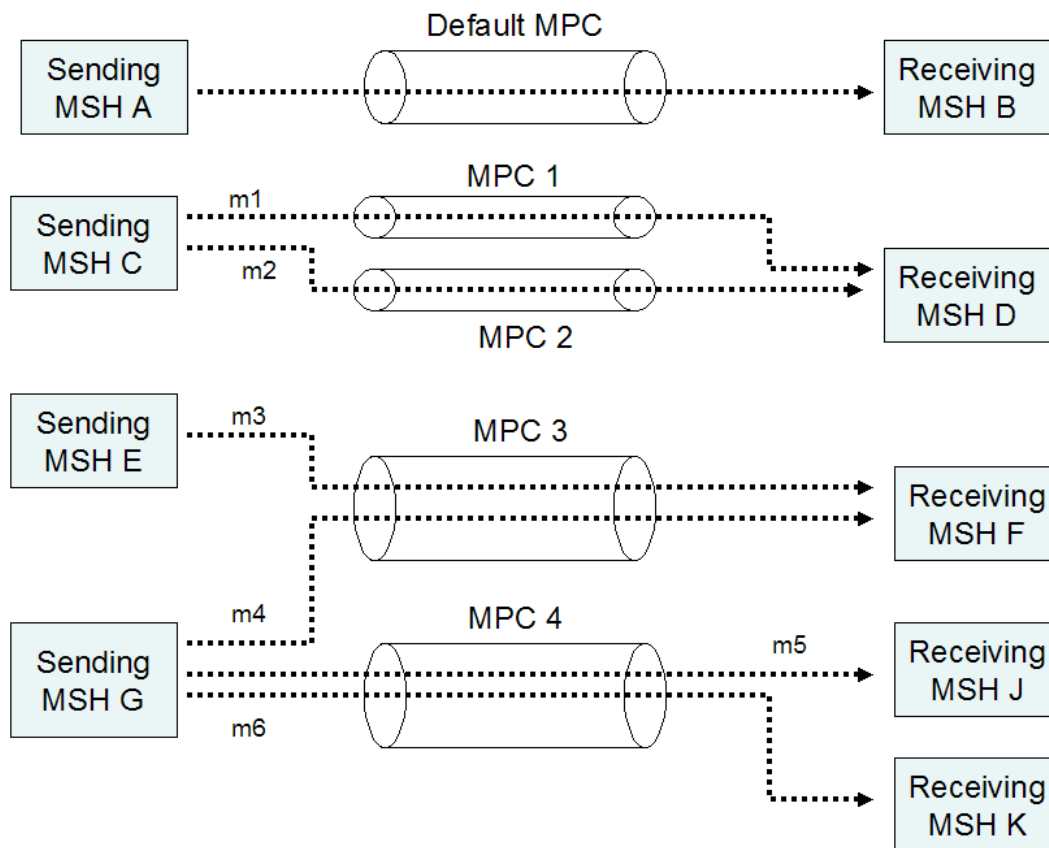 Default MPC
Sending
MSH A
Receiving
MSH B
MPC 1
m1
Sending
MSH C
m2
Receiving
MSH D
MPC 2
Sending
MSH E
m3
MPC 3
Receiving
MSH F
m4
MPC 4
Sending
MSH G
m5
Receiving
MSH J
m6
Receiving
MSH K